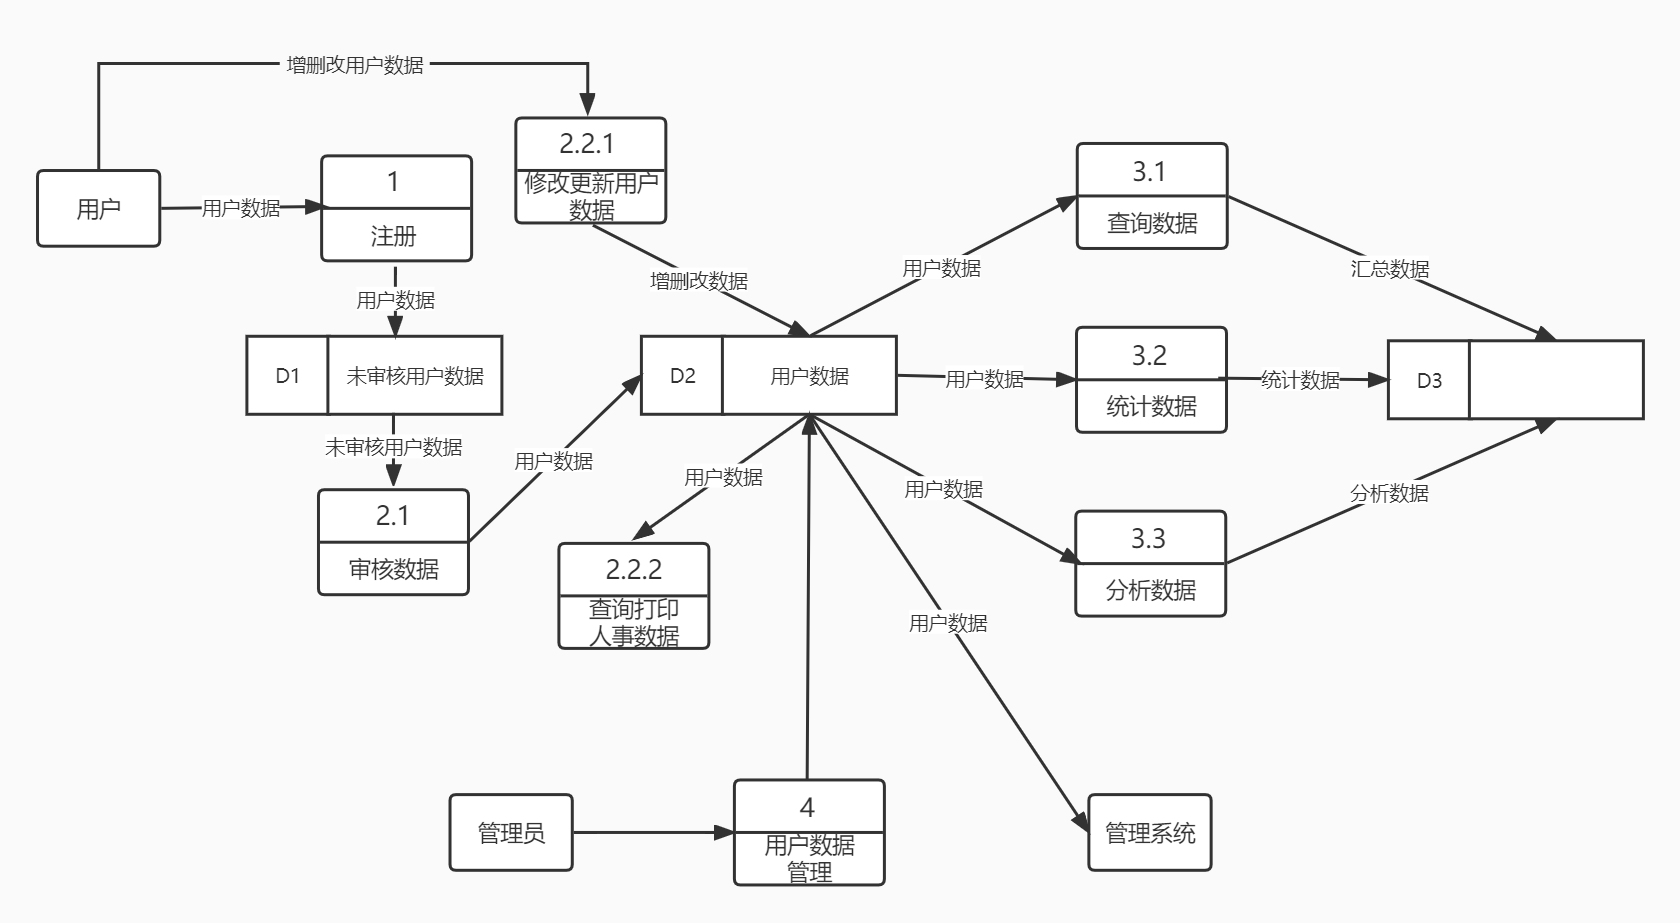 增删改用户数据
2.2.1
修改更新用户
数据
用户
用户数据
1
注册
3.1
查询数据
用户数据
增删改数据
用户数据
汇总数据
D1
未审核用户数据
D2
用户数据
用户数据
3.2
统计数据
统计数据
D3
未审核用户数据
用户数据
用户数据
用户数据
分析数据
2.1
审核数据
2.2.2
查询打印
人事数据
3.3
分析数据
用户数据
管理员
4
用户数据
管理
管理系统